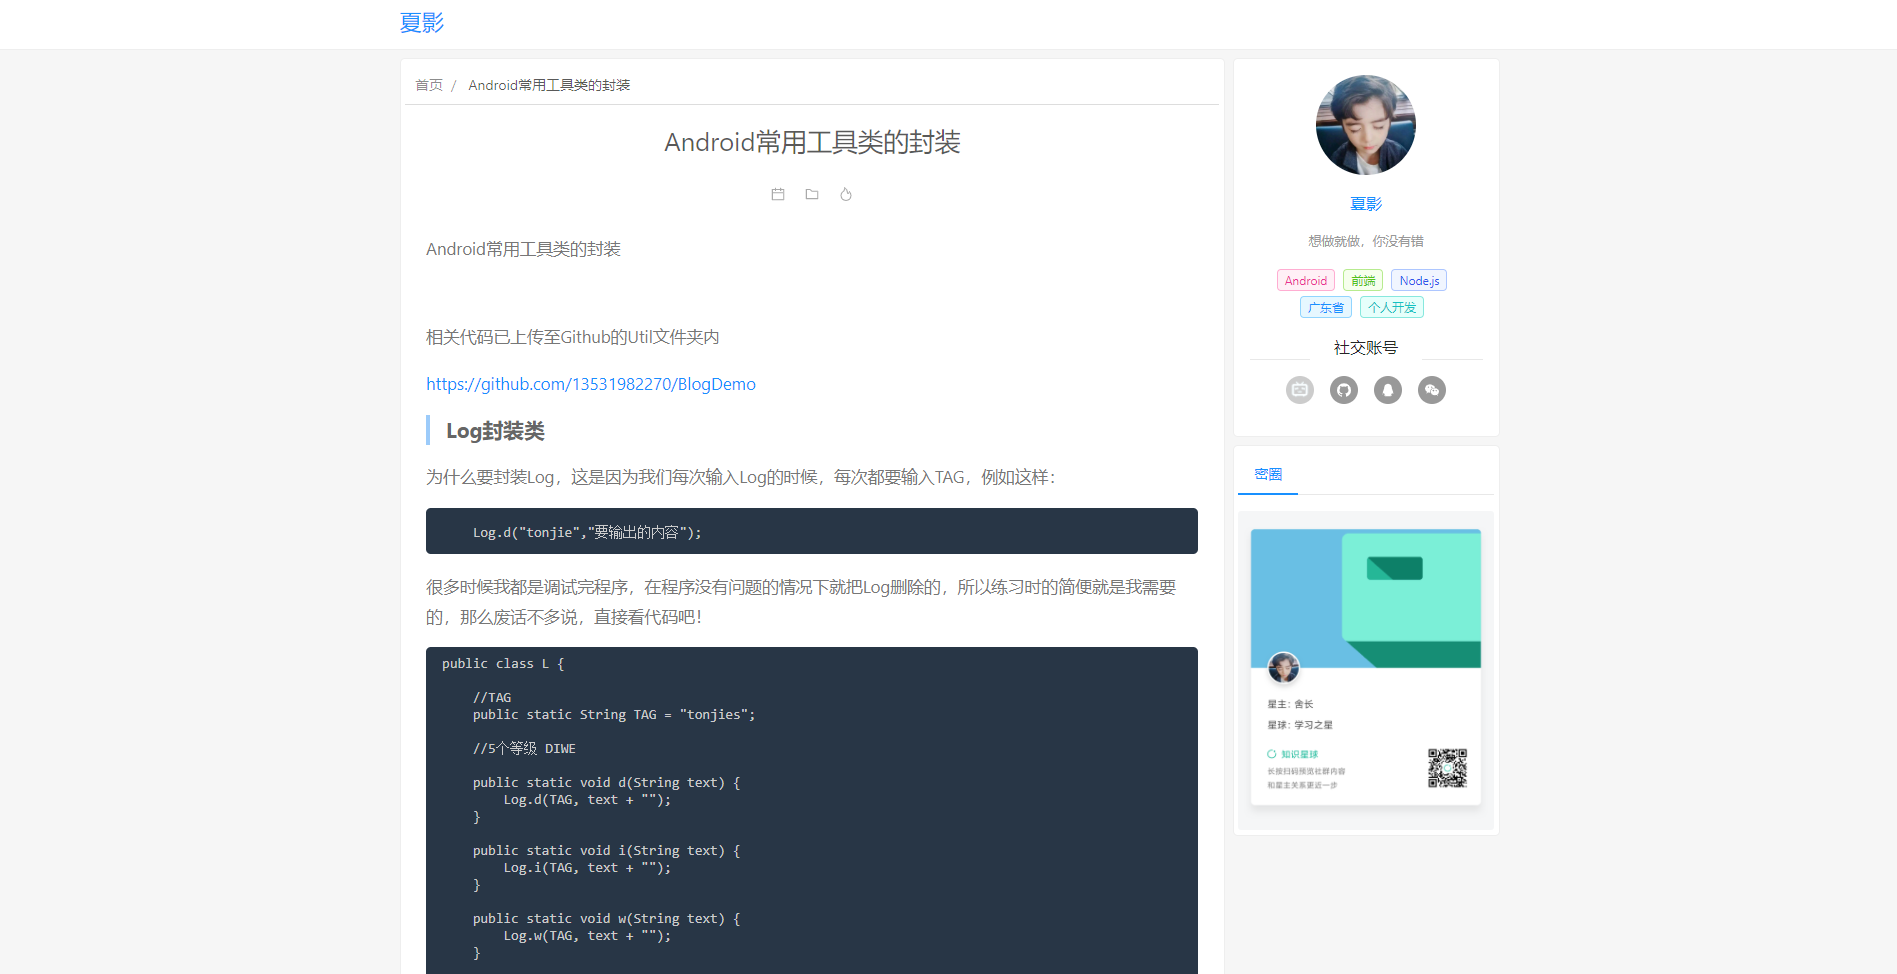 夏影
首页 / Android常用工具类的封装
Android常用工具类的封装
Android常用工具类的封装
相关代码已上传至Github的Util文件夹内
https://github.com/13531982270/BlogDemo
Log封装类
为什么要封装Log，这是因为我们每次输入Log的时候，每次都要输入TAG，例如这样：
Log.d("tonjie","要输出的内容");
很多时候我都是调试完程序，在程序没有问题的情况下就把Log删除的，所以练习时的简便就是我需要
的，那么废话不多说，直接看代码吧！
public class L {
//TAG
public static String TAG = "tonjies";
//5个等级 DIWE
public static void d(String text) {
Log.d(TAG, text + "");
}
public static void i(String text) {
Log.i(TAG, text + "");
}
public static void w(String text) {
Log.w(TAG, text + "");
}
夏影
想做就做，你没有错
Android 前端 Node.js
广东省 个人开发
社交账号
密圈
星主：舍长
星球：学习之星
知识星球
长按扫码预览社群内容
和星主关系更近一步